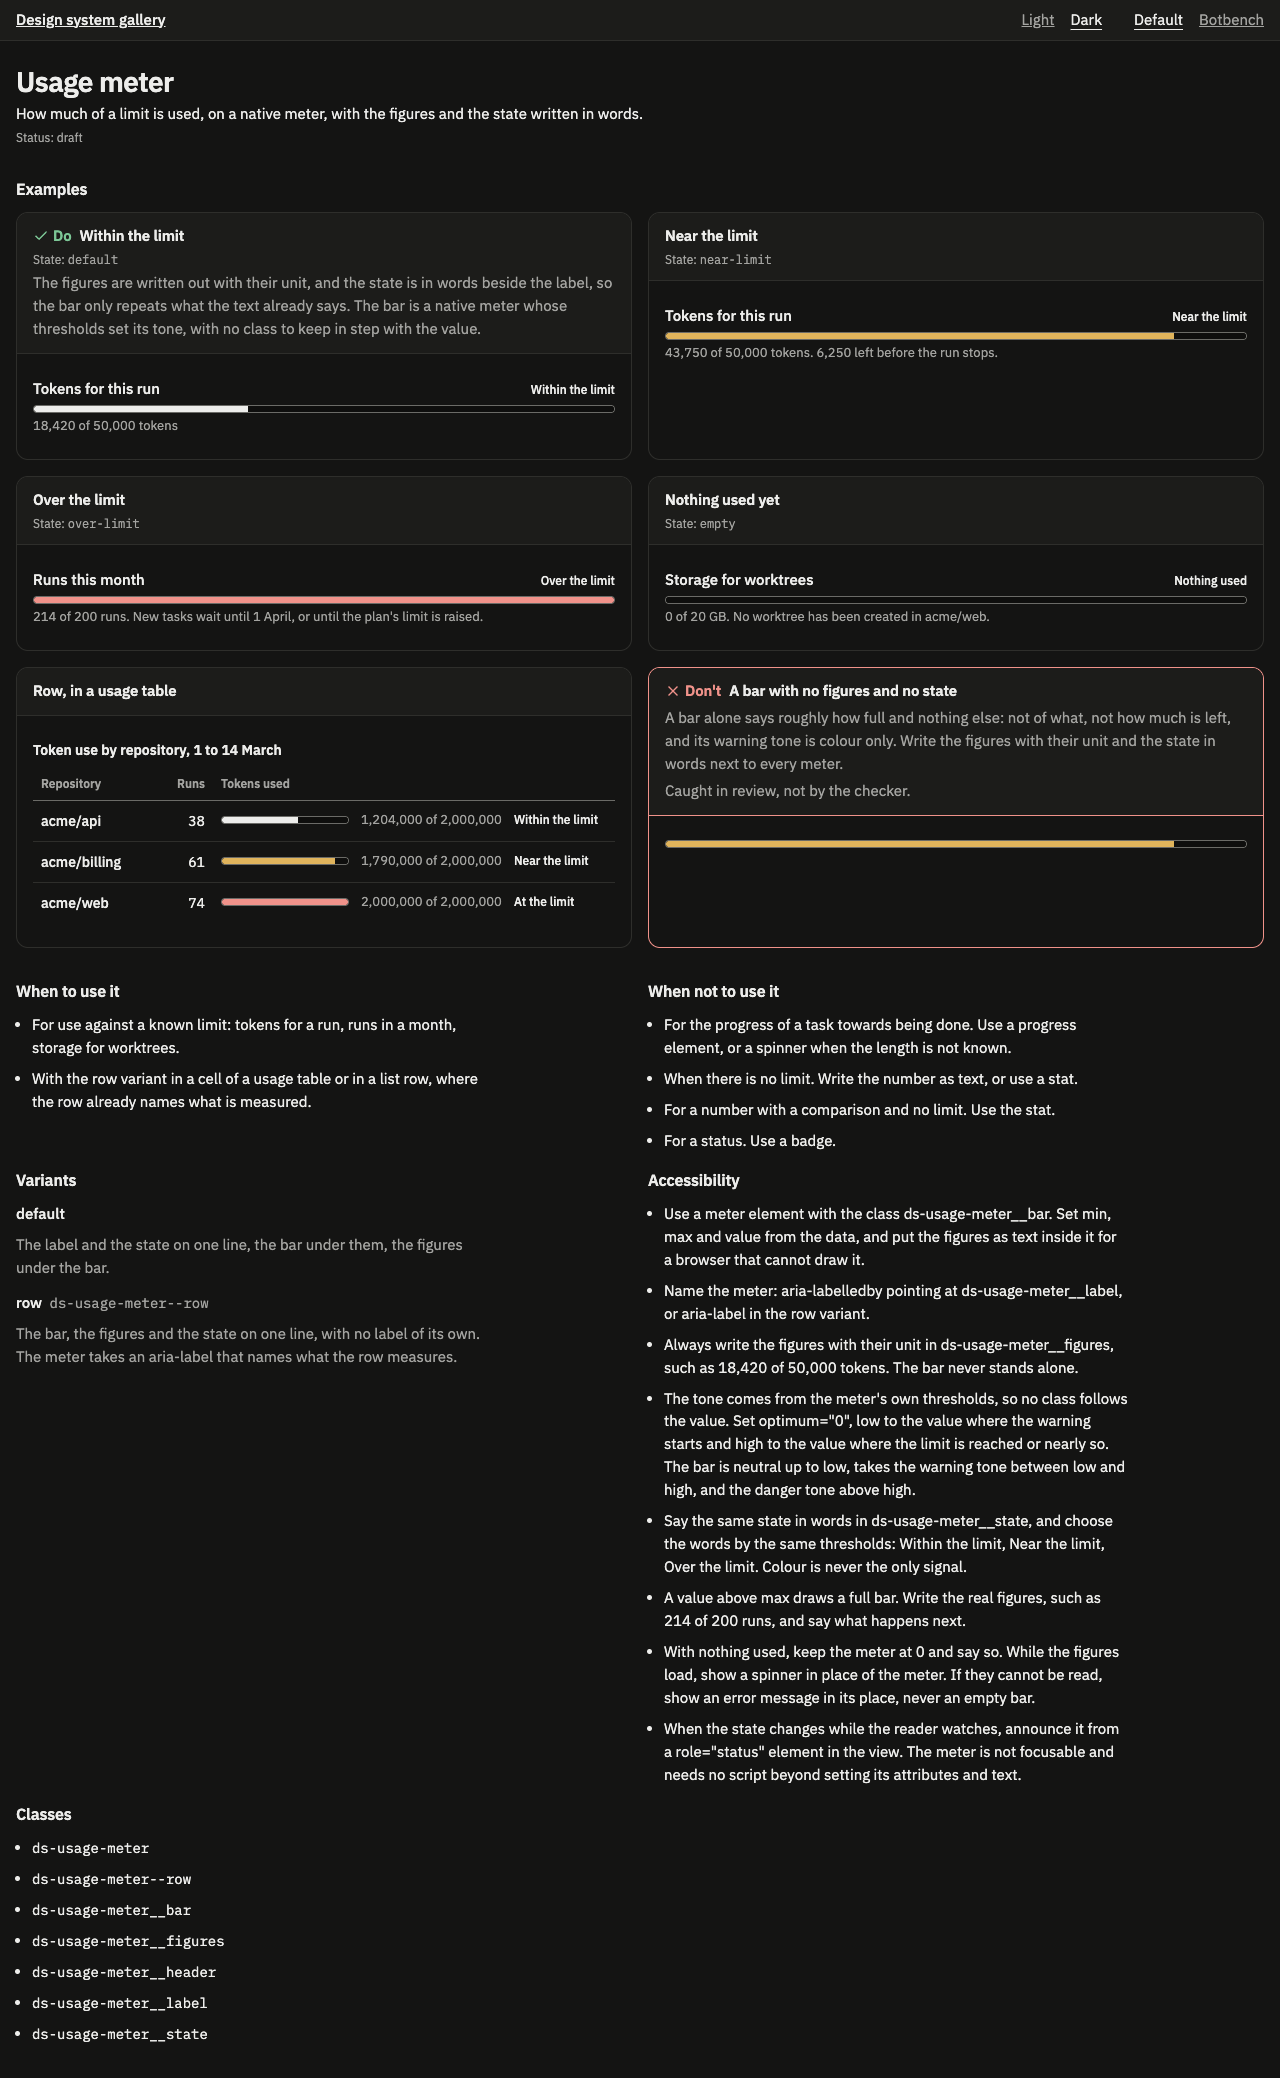 Design system gallery
Light Dark Default Botbench
Usage meter
How much of a limit is used, on a native meter, with the figures and the state written in words.
Status: draft
Examples
Do Within the limit
State: default
The figures are written out with their unit, and the state is in words beside the label, so
the bar only repeats what the text already says. The bar is a native meter whose
thresholds set its tone, with no class to keep in step with the value.
Tokens for this run Within the limit
18,420 of 50,000 tokens
Near the limit
State: near-limit
Tokens for this run Near the limit
43,750 of 50,000 tokens. 6,250 left before the run stops.
Over the limit
State: over-limit
Runs this month Over the limit
214 of 200 runs. New tasks wait until 1 April, or until the plan's limit is raised.
Nothing used yet
State: empty
Storage for worktrees Nothing used
0 of 20 GB. No worktree has been created in acme/web.
Row, in a usage table
Token use by repository, 1 to 14 March
Repository Runs Tokens used
acme/api 38 1,204,000 of 2,000,000 Within the limit
acme/billing 61 1,790,000 of 2,000,000 Near the limit
acme/web 74 2,000,000 of 2,000,000 At the limit
Don't A bar with no figures and no state
A bar alone says roughly how full and nothing else: not of what, not how much is left,
and its warning tone is colour only. Write the figures with their unit and the state in
words next to every meter.
Caught in review, not by the checker.
When to use it
• For use against a known limit: tokens for a run, runs in a month,
storage for worktrees.
• With the row variant in a cell of a usage table or in a list row, where
the row already names what is measured.
When not to use it
• For the progress of a task towards being done. Use a progress
element, or a spinner when the length is not known.
• When there is no limit. Write the number as text, or use a stat.
• For a number with a comparison and no limit. Use the stat.
• For a status. Use a badge.
Variants
default
The label and the state on one line, the bar under them, the figures
under the bar.
row ds-usage-meter--row
The bar, the figures and the state on one line, with no label of its own.
The meter takes an aria-label that names what the row measures.
Accessibility
• Use a meter element with the class ds-usage-meter__bar. Set min,
max and value from the data, and put the figures as text inside it for
a browser that cannot draw it.
• Name the meter: aria-labelledby pointing at ds-usage-meter__label,
or aria-label in the row variant.
• Always write the figures with their unit in ds-usage-meter__figures,
such as 18,420 of 50,000 tokens. The bar never stands alone.
• The tone comes from the meter's own thresholds, so no class follows
the value. Set optimum="0", low to the value where the warning
starts and high to the value where the limit is reached or nearly so.
The bar is neutral up to low, takes the warning tone between low and
high, and the danger tone above high.
• Say the same state in words in ds-usage-meter__state, and choose
the words by the same thresholds: Within the limit, Near the limit,
Over the limit. Colour is never the only signal.
• A value above max draws a full bar. Write the real figures, such as
214 of 200 runs, and say what happens next.
• With nothing used, keep the meter at 0 and say so. While the figures
load, show a spinner in place of the meter. If they cannot be read,
show an error message in its place, never an empty bar.
• When the state changes while the reader watches, announce it from
a role="status" element in the view. The meter is not focusable and
needs no script beyond setting its attributes and text.
Classes
• ds-usage-meter
• ds-usage-meter--row
• ds-usage-meter__bar
• ds-usage-meter__figures
• ds-usage-meter__header
• ds-usage-meter__label
• ds-usage-meter__state